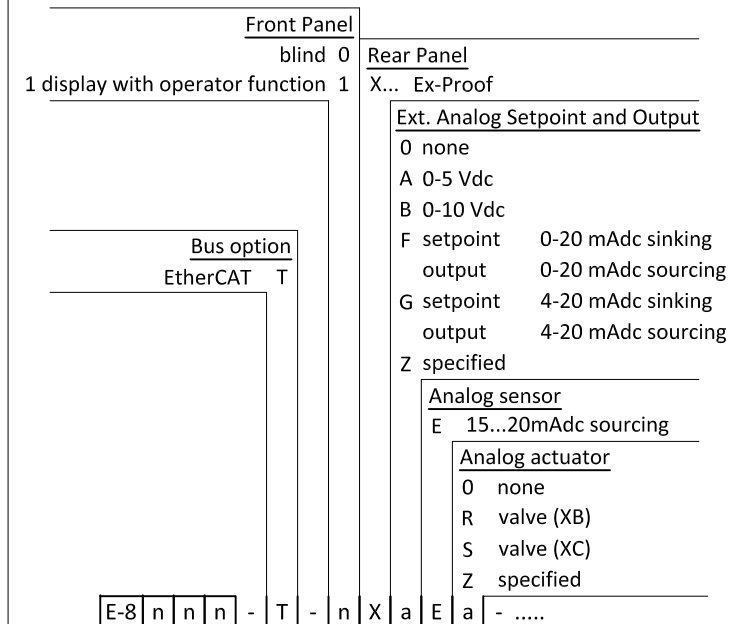 Front Panel
blind 0
1 display with operator function 1
Rear Panel
X... Ex-Proof
Ext. Analog Setpoint and Output
0 none
A 0-5 Vdc
B 0-10 Vdc
F setpoint 0-20 mAdc sinking
output 0-20 mAdc sourcing
G setpoint 4-20 mAdc sinking
output 4-20 mAdc sourcing
Z specified
Bus option
EtherCAT T
Analog sensor
E 15...20mAdc sourcing
Analog actuator
0 none
R valve (XB)
S valve (XC)
Z specified
E-8 n n n - T - n X a E a - .....